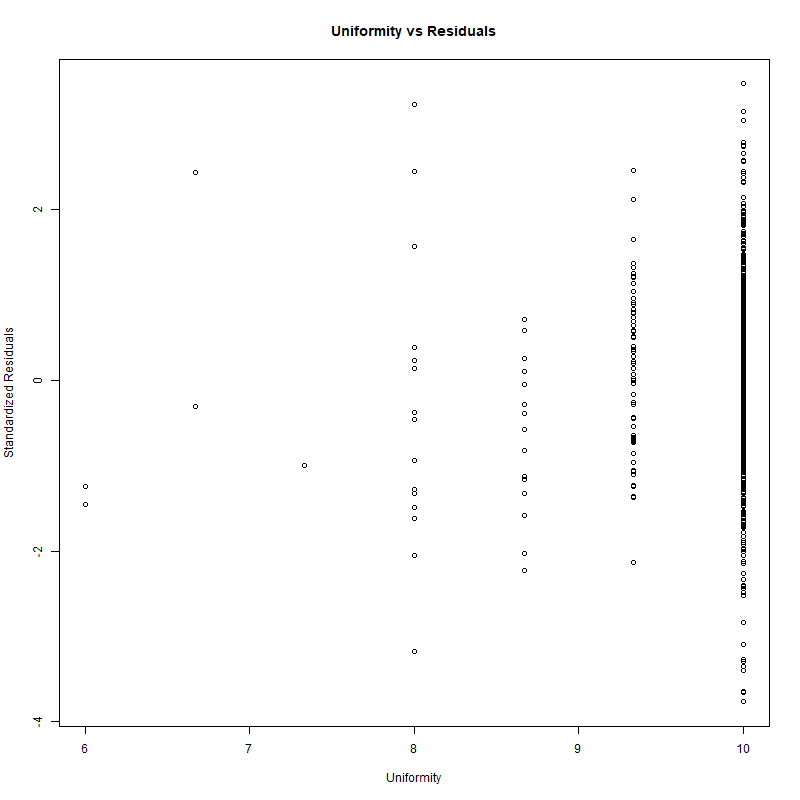 Uniformity vs Residuals
Standardized Residuals
2
0
-2
-4
6 7 8 9 10
Uniformity